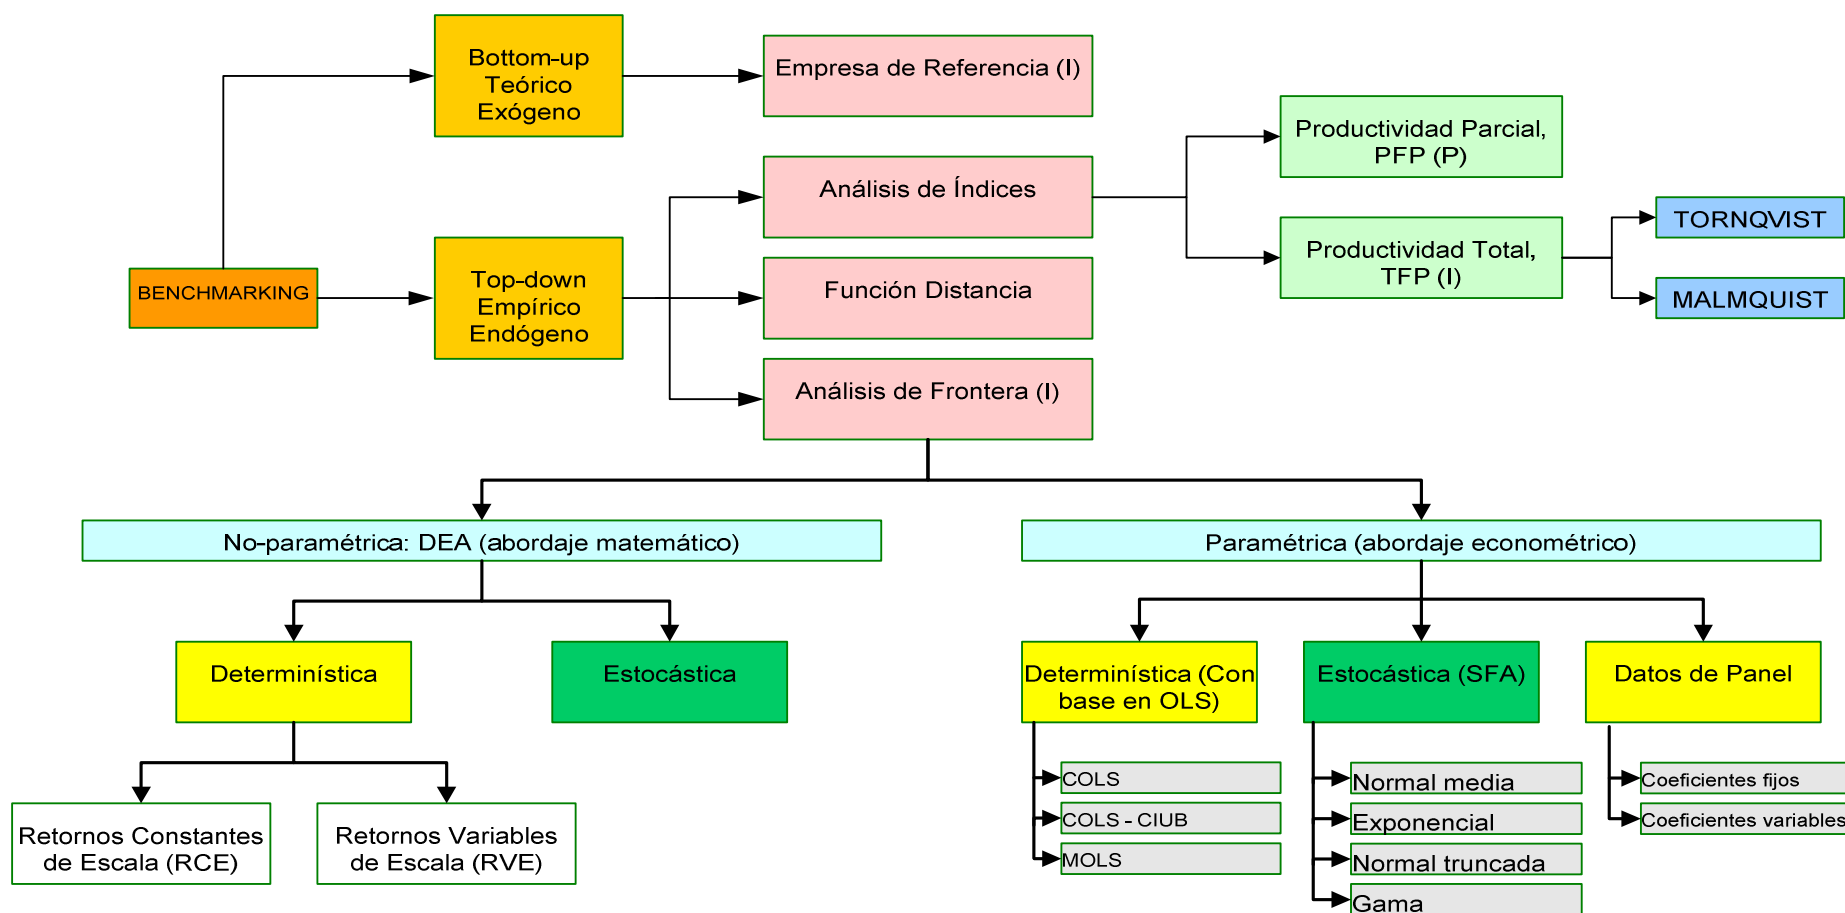 Bottom-up
Teórico
Exógeno
Empresa de Referencia (I)
Productividad Parcial,
PFP (P)
Análisis de Índices
TORNQVIST
Productividad Total,
TFP (I)
BENCHMARKING
Top-down
Empírico
Endógeno
Función Distancia
MALMQUIST
Análisis de Frontera (I)
No-paramétrica: DEA (abordaje matemático)
Paramétrica (abordaje econométrico)
Determinística
Estocástica
Determinística (Con
base en OLS)
Estocástica (SFA)
Datos de Panel
Retornos Constantes
de Escala (RCE)
Retornos Variables
de Escala (RVE)
COLS
COLS - CIUB
MOLS
Normal media
Exponencial
Normal truncada
Gama
Coeficientes fijos
Coeficientes variables